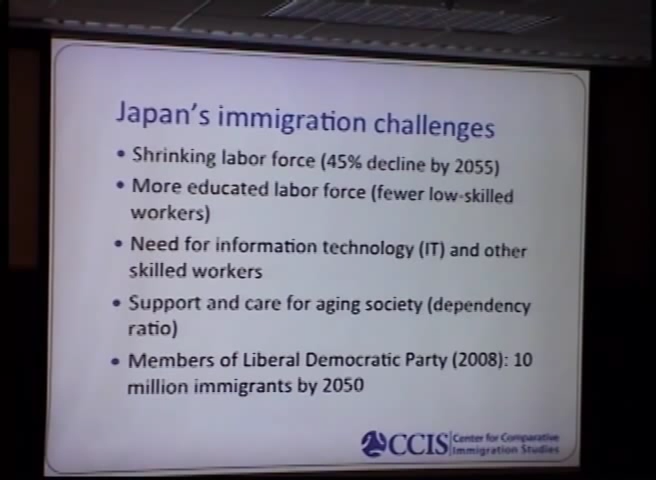 Japan's immigration challenges
• Shrinking labor force (45% decline by 2055)
• More educated labor force (fewer low-skilled
workers)
• Need for information technology (IT) and other
skilled workers
• Support and care for aging society (dependency
ratio)
• Members of Liberal Democratic Party (2008): 10
million immigrants by 2050
CCIS Center for Comparative
Immigration Studies